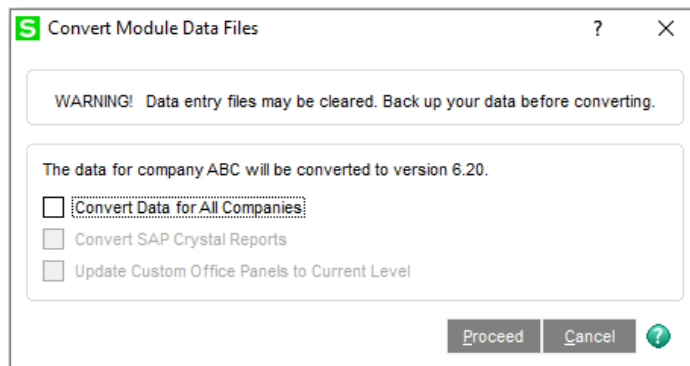 S Convert Module Data Files ? X
WARNING! Data entry files may be cleared. Back up your data before converting.
The data for company ABC will be converted to version 6.20.
Convert Data for All Companies
Convert SAP Crystal Reports
Update Custom Office Panels to Current Level
Proceed Cancel ?